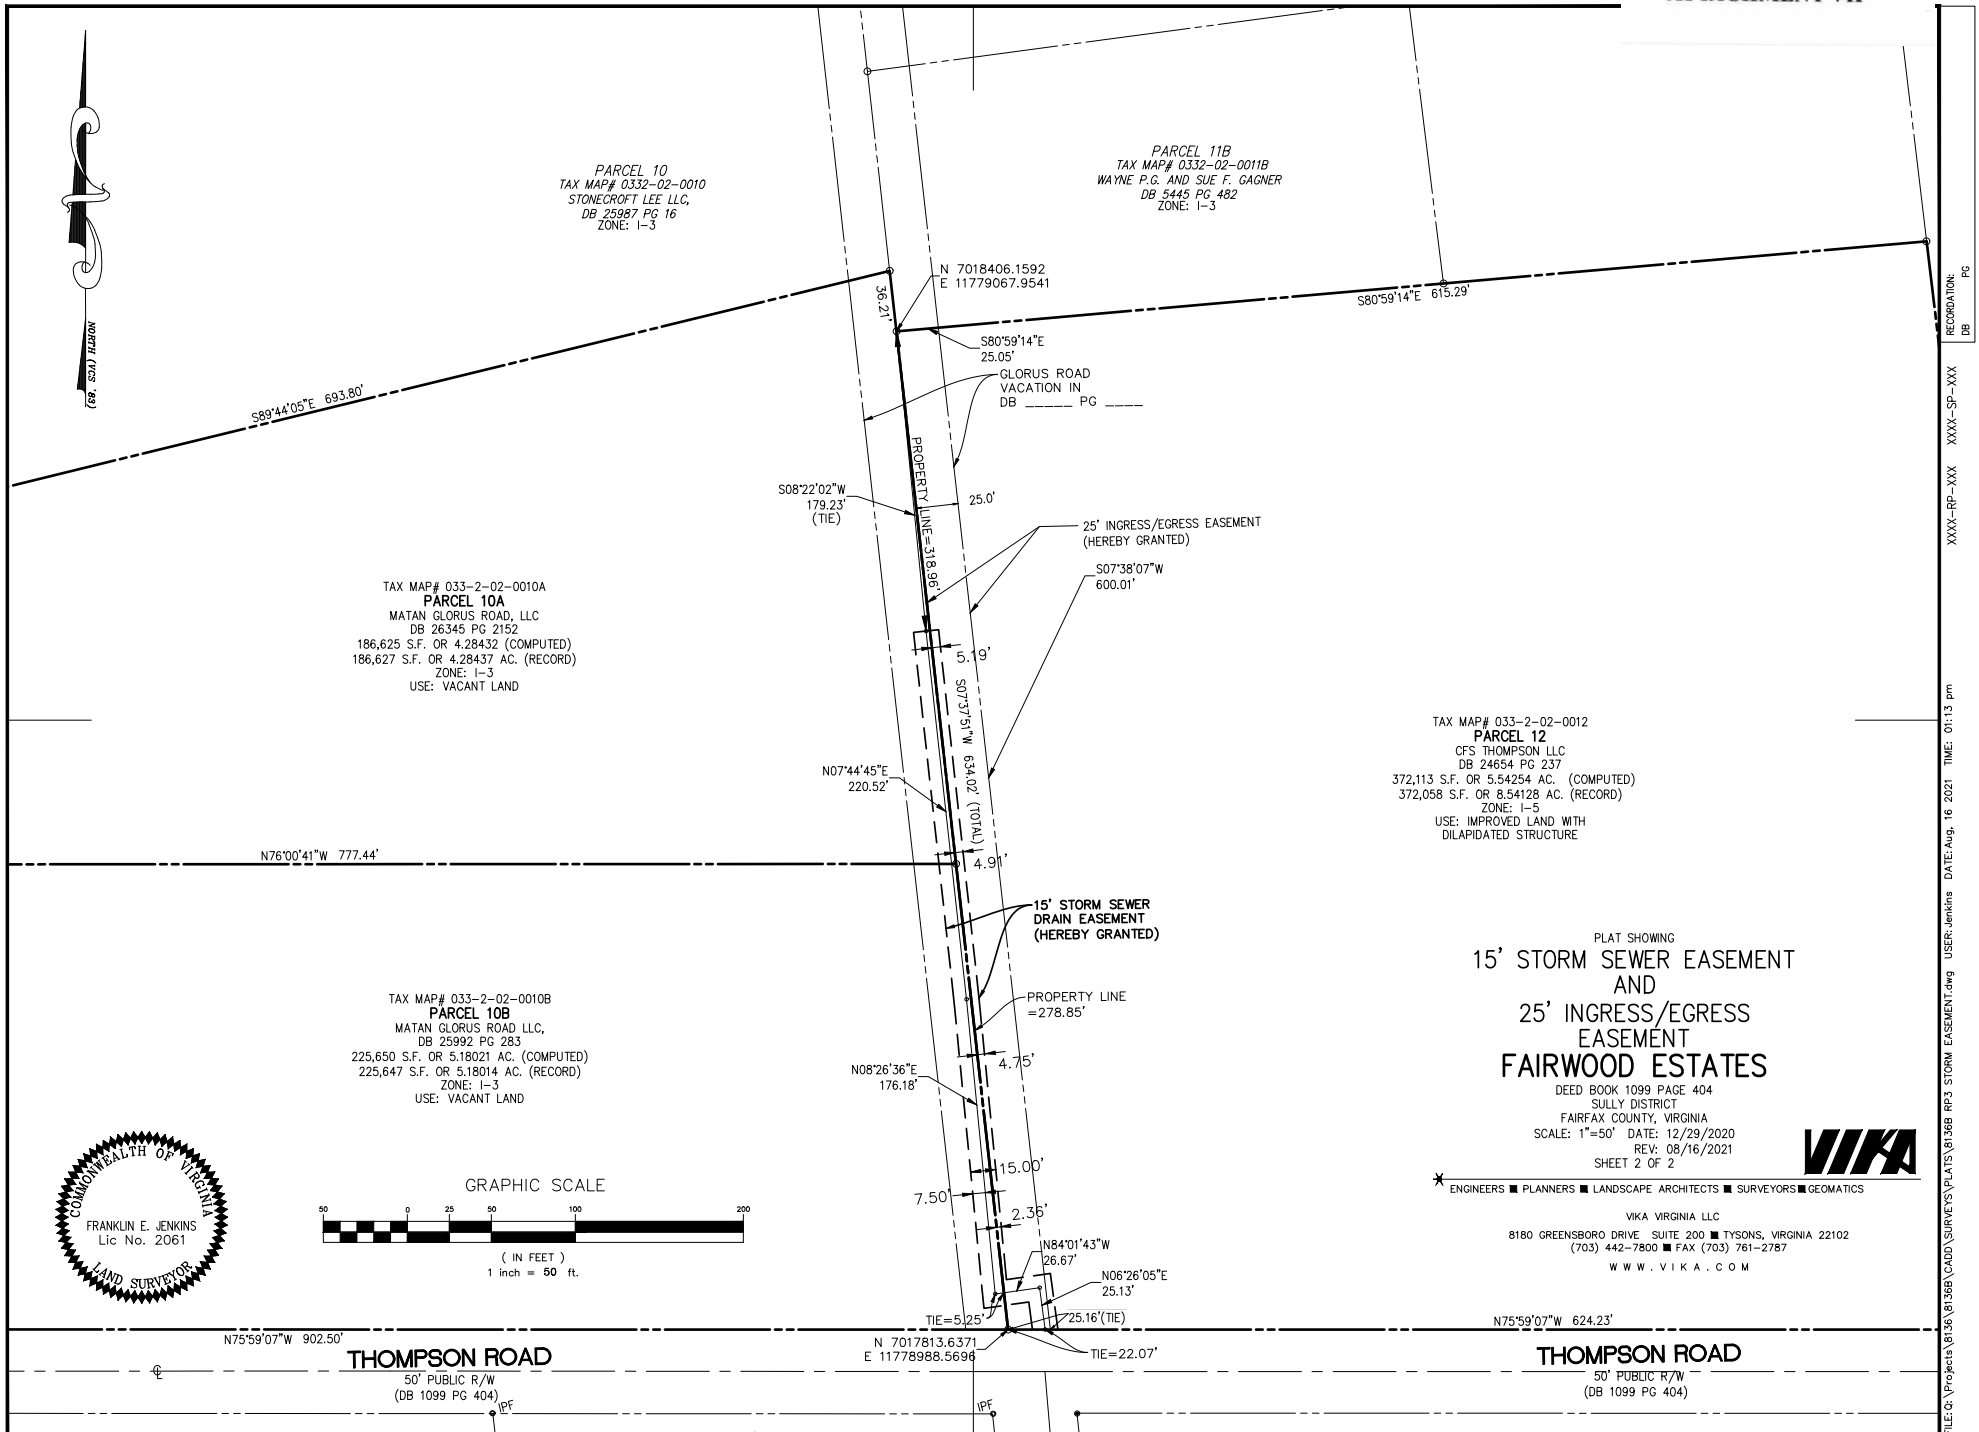 PARCEL 10
TAX MAP# 0332-02-0010
STONECROFT LEE LLC,
DB 25987 PG 16
ZONE: I-3
PARCEL 11B
TAX MAP# 0332-02-0011B
WAYNE P.G. AND SUE F. GAGNER
DB 5445 PG 482
ZONE: I-3
NORTH (VCS '83)
N 7018406.1592
E 11779067.9541
36.21'
S80°59'14"E 615.29'
S80°59'14"E
25.05'
GLORUS ROAD
VACATION IN
DB _____ PG ____
S89°44'05"E 693.80'
PROPERTY LINE=318.96'
S08°22'02"W
179.23'
(TIE)
25.0'
25' INGRESS/EGRESS EASEMENT
(HEREBY GRANTED)
S07°38'07"W
600.01'
TAX MAP# 033-2-02-0010A
PARCEL 10A
MATAN GLORUS ROAD, LLC
DB 26345 PG 2152
186,625 S.F. OR 4.28432 (COMPUTED)
186,627 S.F. OR 4.28437 AC. (RECORD)
ZONE: I-3
USE: VACANT LAND
5.19'
S07°37'51"W 634.02' (TOTAL)
N07°44'45"E
220.52'
TAX MAP# 033-2-02-0012
PARCEL 12
CFS THOMPSON LLC
DB 24654 PG 237
372,113 S.F. OR 5.54254 AC. (COMPUTED)
372,058 S.F. OR 8.54128 AC. (RECORD)
ZONE: I-5
USE: IMPROVED LAND WITH
DILAPIDATED STRUCTURE
N76°00'41"W 777.44'
4.91'
15' STORM SEWER
DRAIN EASEMENT
(HEREBY GRANTED)
PROPERTY LINE
=278.85'
4.75'
TAX MAP# 033-2-02-0010B
PARCEL 10B
MATAN GLORUS ROAD LLC,
DB 25992 PG 283
225,650 S.F. OR 5.18021 AC. (COMPUTED)
225,647 S.F. OR 5.18014 AC. (RECORD)
ZONE: I-3
USE: VACANT LAND
N08°26'36"E
176.18'
15.00'
7.50'
2.36'
N84°01'43"W
26.67'
N06°26'05"E
25.13'
25.16'(TIE)
TIE=5.25'
TIE=22.07'
N 7017813.6371
E 11778988.5696
PLAT SHOWING
15' STORM SEWER EASEMENT
AND
25' INGRESS/EGRESS
EASEMENT
FAIRWOOD ESTATES
DEED BOOK 1099 PAGE 404
SULLY DISTRICT
FAIRFAX COUNTY, VIRGINIA
SCALE: 1"=50' DATE: 12/29/2020
REV: 08/16/2021
SHEET 2 OF 2
VIKA
ENGINEERS ■ PLANNERS ■ LANDSCAPE ARCHITECTS ■ SURVEYORS ■ GEOMATICS
VIKA VIRGINIA LLC
8180 GREENSBORO DRIVE SUITE 200 ■ TYSONS, VIRGINIA 22102
(703) 442-7800 ■ FAX (703) 761-2787
WWW.VIKA.COM
COMMONWEALTH OF VIRGINIA
FRANKLIN E. JENKINS
Lic No. 2061
LAND SURVEYOR
GRAPHIC SCALE
50 0 25 50 100 200
( IN FEET )
1 inch = 50 ft.
N75°59'07"W 902.50'
THOMPSON ROAD
50' PUBLIC R/W
(DB 1099 PG 404)
IPF
IPF
N75°59'07"W 624.23'
THOMPSON ROAD
50' PUBLIC R/W
(DB 1099 PG 404)
RECORDATION:
DB PG
XXXX-RP-XXX XXXX-SP-XXX
FILE: Q:\Projects\8136\8136B\CADD\SURVEYS\PLATS\8136B RP3 STORM EASEMENT.dwg USER: Jenkins DATE: Aug, 16 2021 TIME: 01:13 pm